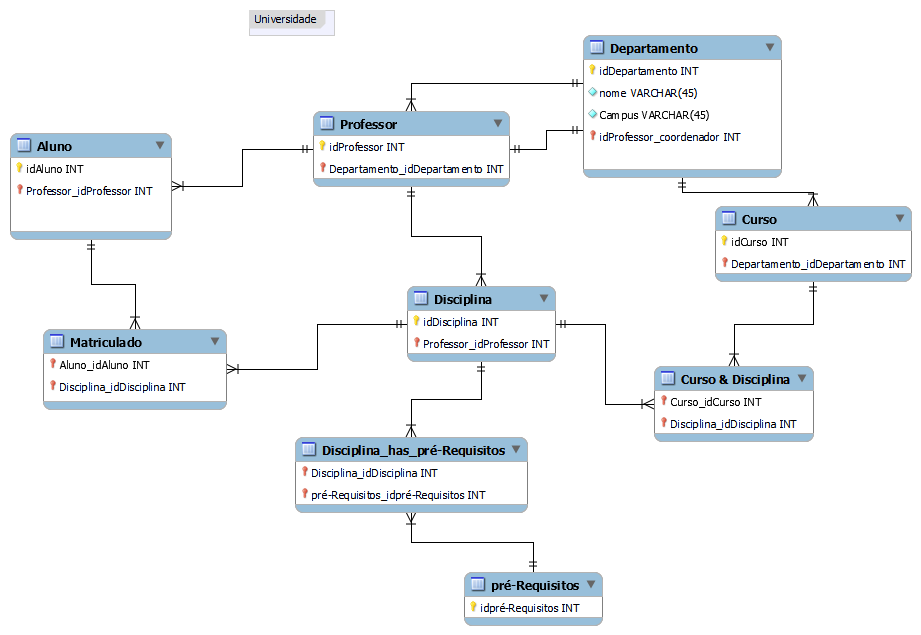 Universidade
Departamento
idDepartamento INT
nome VARCHAR(45)
Campus VARCHAR(45)
idProfessor_coordenador INT
Professor
idProfessor INT
Departamento_idDepartamento INT
Aluno
idAluno INT
Professor_idProfessor INT
Curso
idCurso INT
Departamento_idDepartamento INT
Disciplina
idDisciplina INT
Professor_idProfessor INT
Matriculado
Aluno_idAluno INT
Disciplina_idDisciplina INT
Curso & Disciplina
Curso_idCurso INT
Disciplina_idDisciplina INT
Disciplina_has_pré-Requisitos
Disciplina_idDisciplina INT
pré-Requisitos_idpré-Requisitos INT
pré-Requisitos
idpré-Requisitos INT